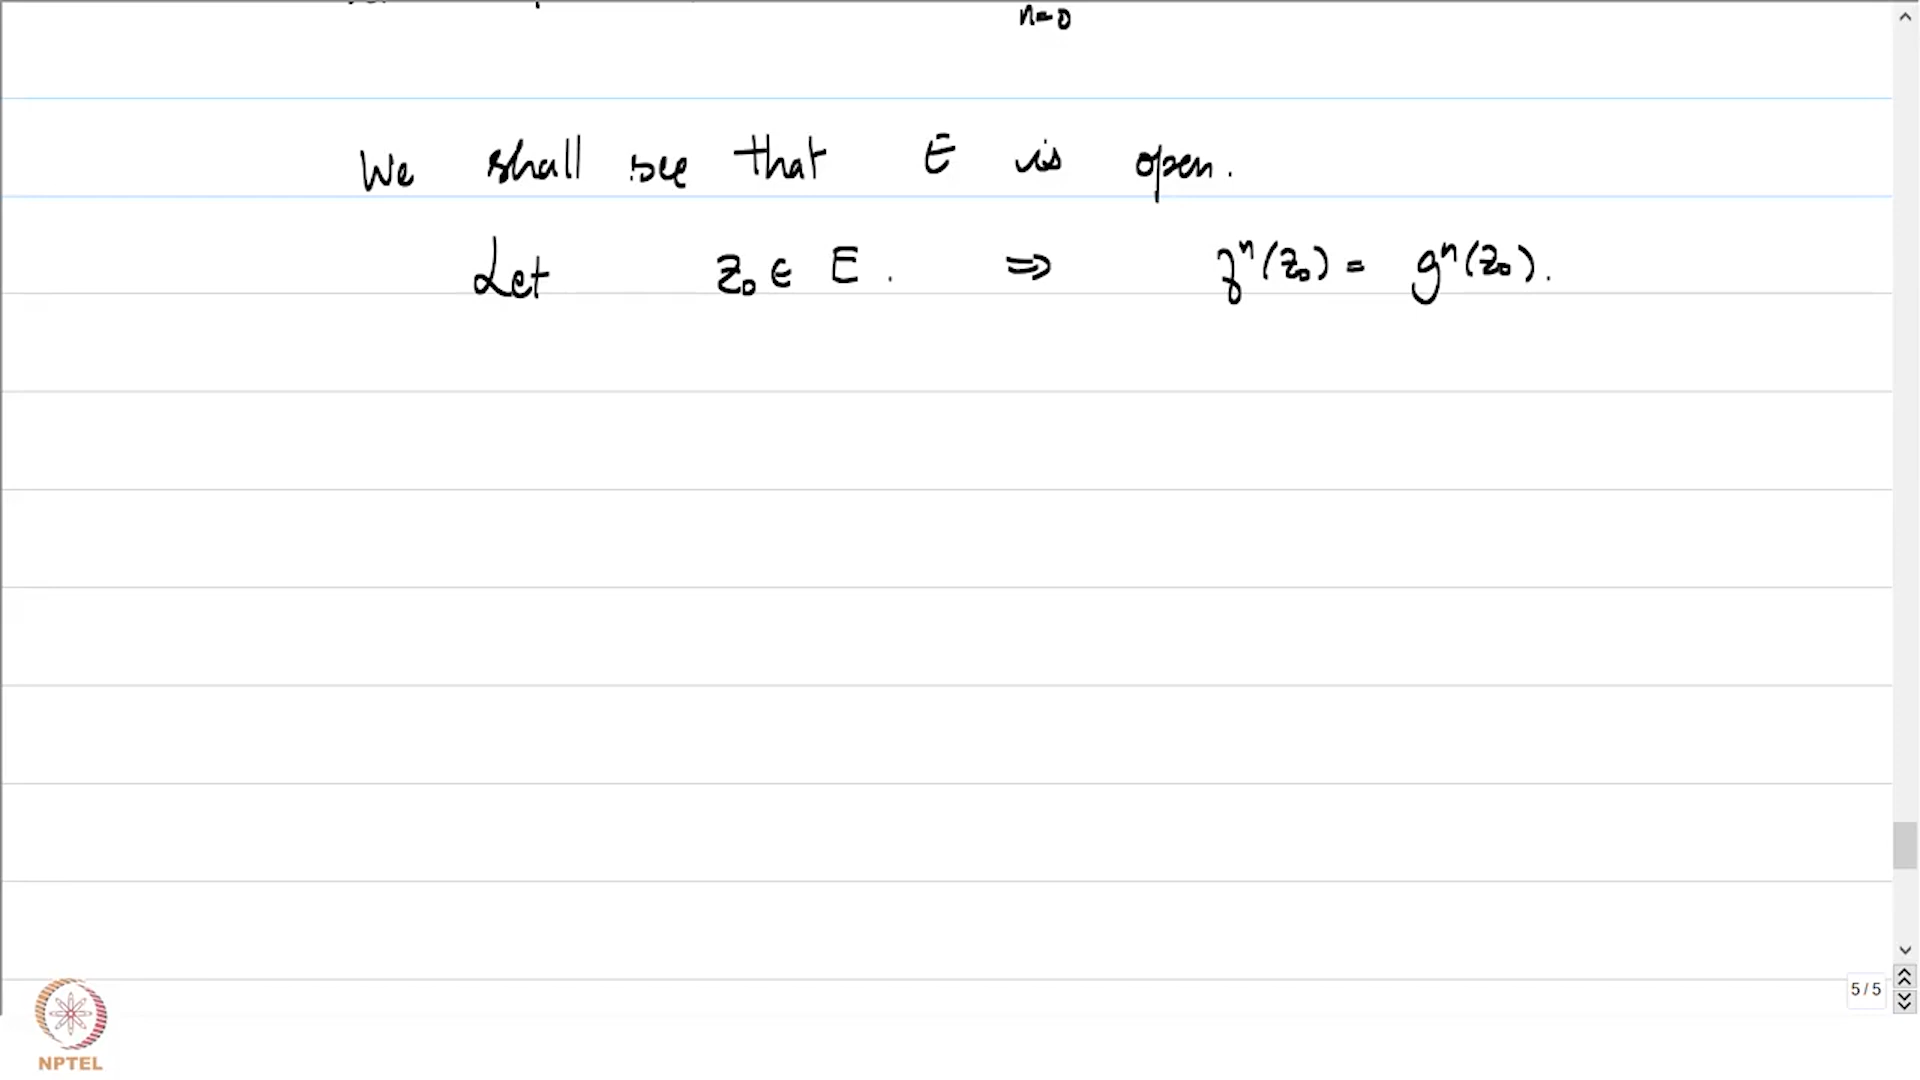 n=0
We shall see that E is open.
Let z₀ ∈ E . ⇒ fⁿ(z₀) = gⁿ(z₀).
5 / 5
NPTEL